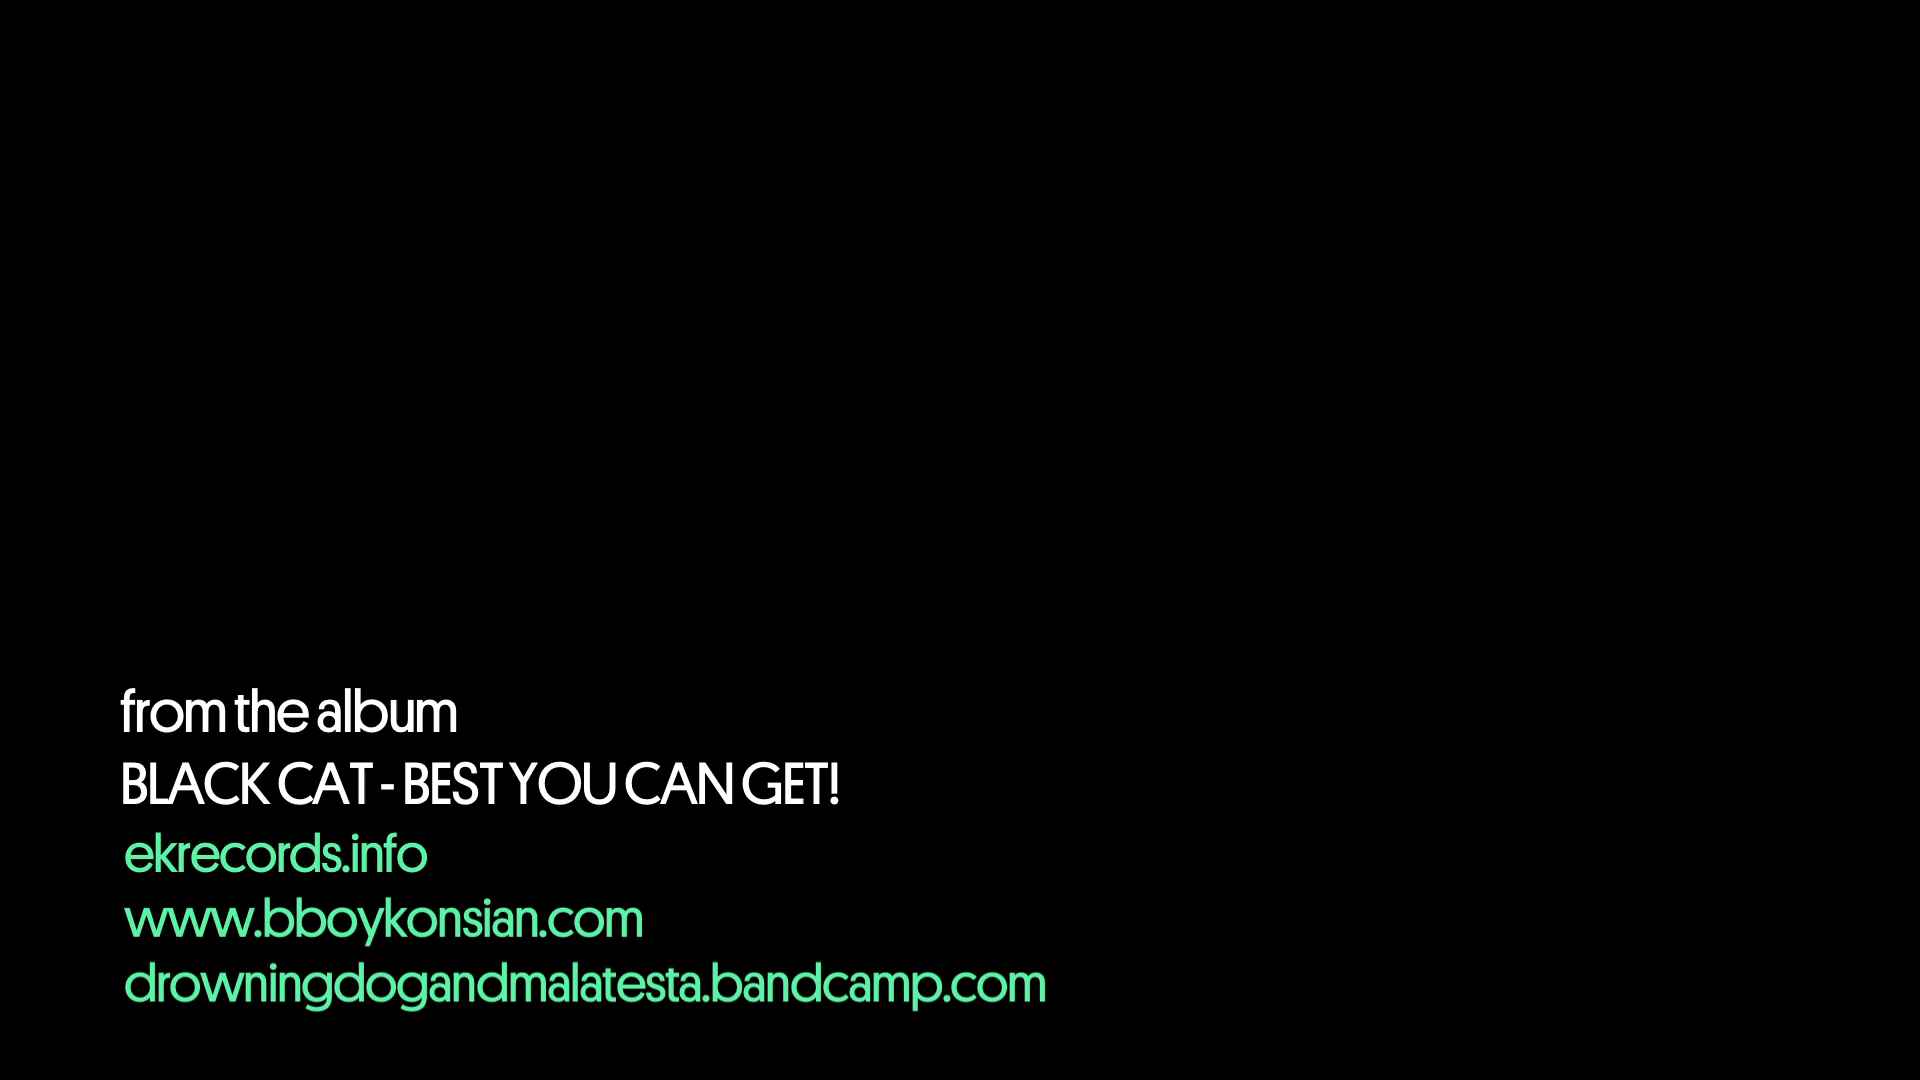 from the album
BLACK CAT - BEST YOU CAN GET!
ekrecords.info
www.bboykonsian.com
drowningdogandmalatesta.bandcamp.com